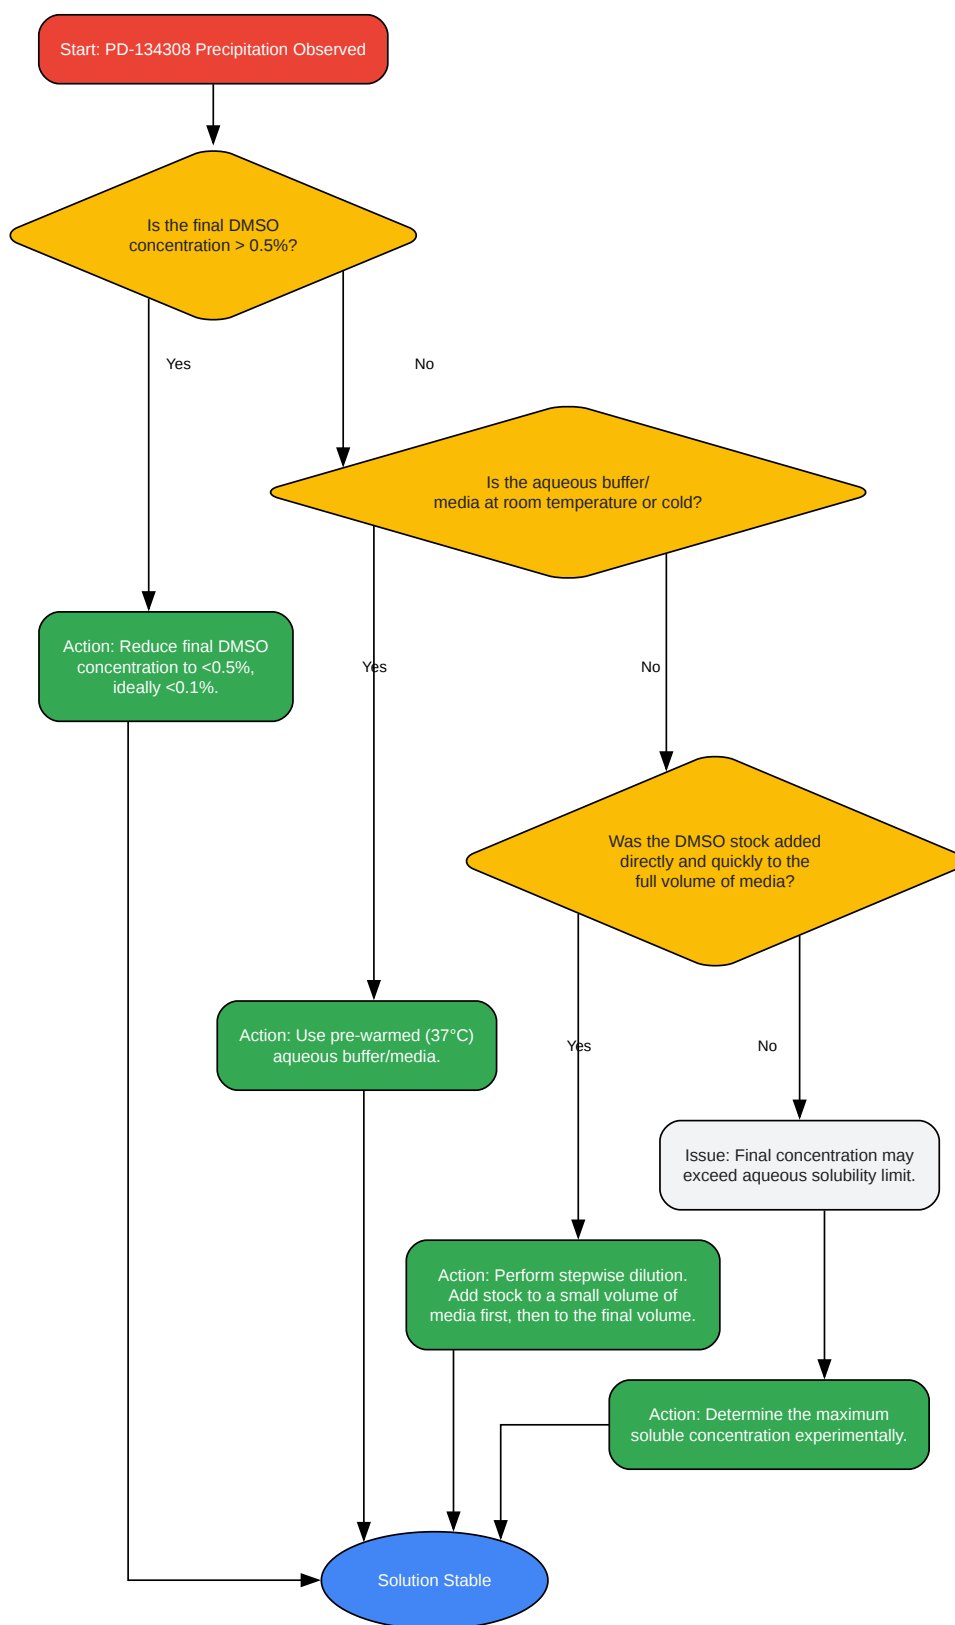 Start: PD-134308 Precipitation Observed
Is the final DMSO
concentration > 0.5%?
Yes
No
Is the aqueous buffer/
media at room temperature or cold?
Action: Reduce final DMSO
concentration to <0.5%,
ideally <0.1%.
Yes
No
Was the DMSO stock added
directly and quickly to the
full volume of media?
Action: Use pre-warmed (37°C)
aqueous buffer/media.
Yes
No
Issue: Final concentration may
exceed aqueous solubility limit.
Action: Perform stepwise dilution.
Add stock to a small volume of
media first, then to the final volume.
Action: Determine the maximum
soluble concentration experimentally.
Solution Stable